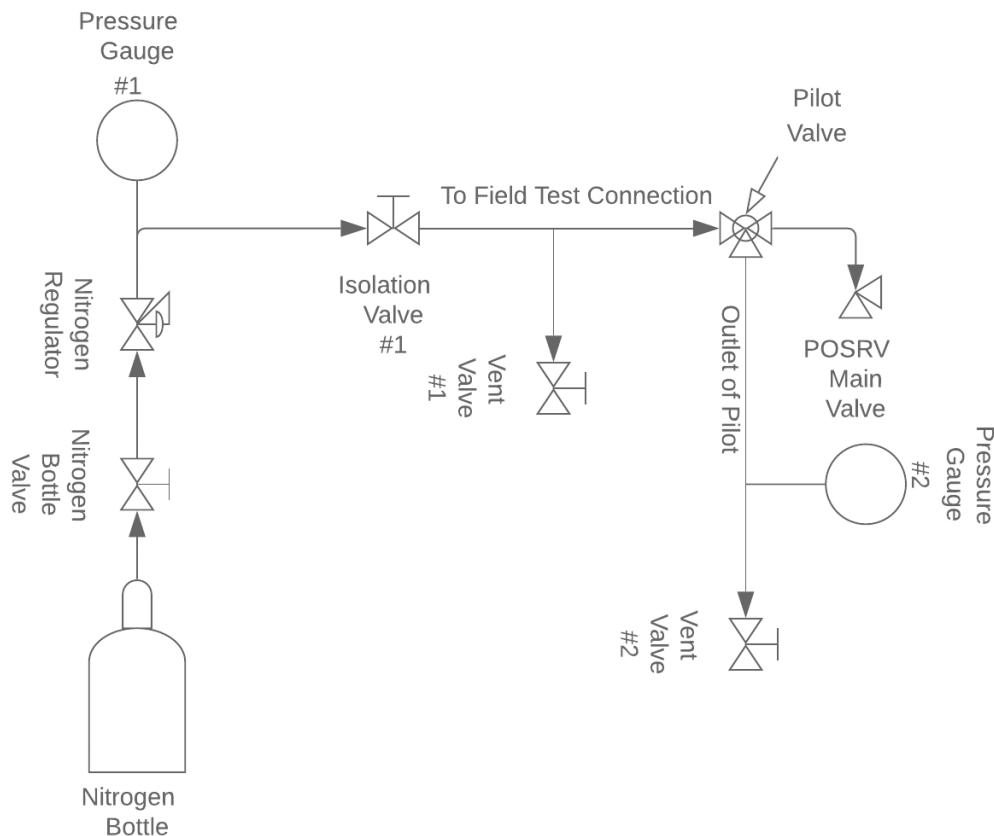 Pressure
Gauge
#1
Pilot
Valve
To Field Test Connection
Isolation
Valve
#1
Nitrogen
Regulator
Vent
Valve
#1
Outlet of Pilot
POSRV
Main
Valve
Nitrogen
Bottle
Valve
Pressure
Gauge
#2
Vent
Valve
#2
Nitrogen
Bottle